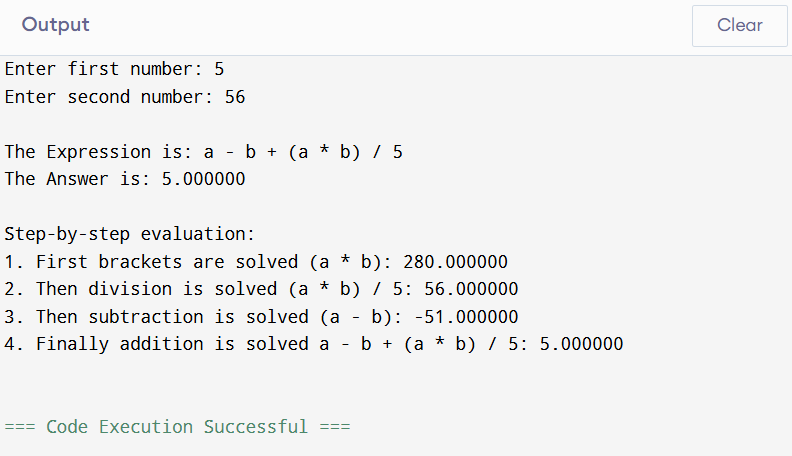 Output
Clear
Enter first number: 5
Enter second number: 56
The Expression is: a - b + (a * b) / 5
The Answer is: 5.000000
Step-by-step evaluation:
1. First brackets are solved (a * b): 280.000000
2. Then division is solved (a * b) / 5: 56.000000
3. Then subtraction is solved (a - b): -51.000000
4. Finally addition is solved a - b + (a * b) / 5: 5.000000
=== Code Execution Successful ===